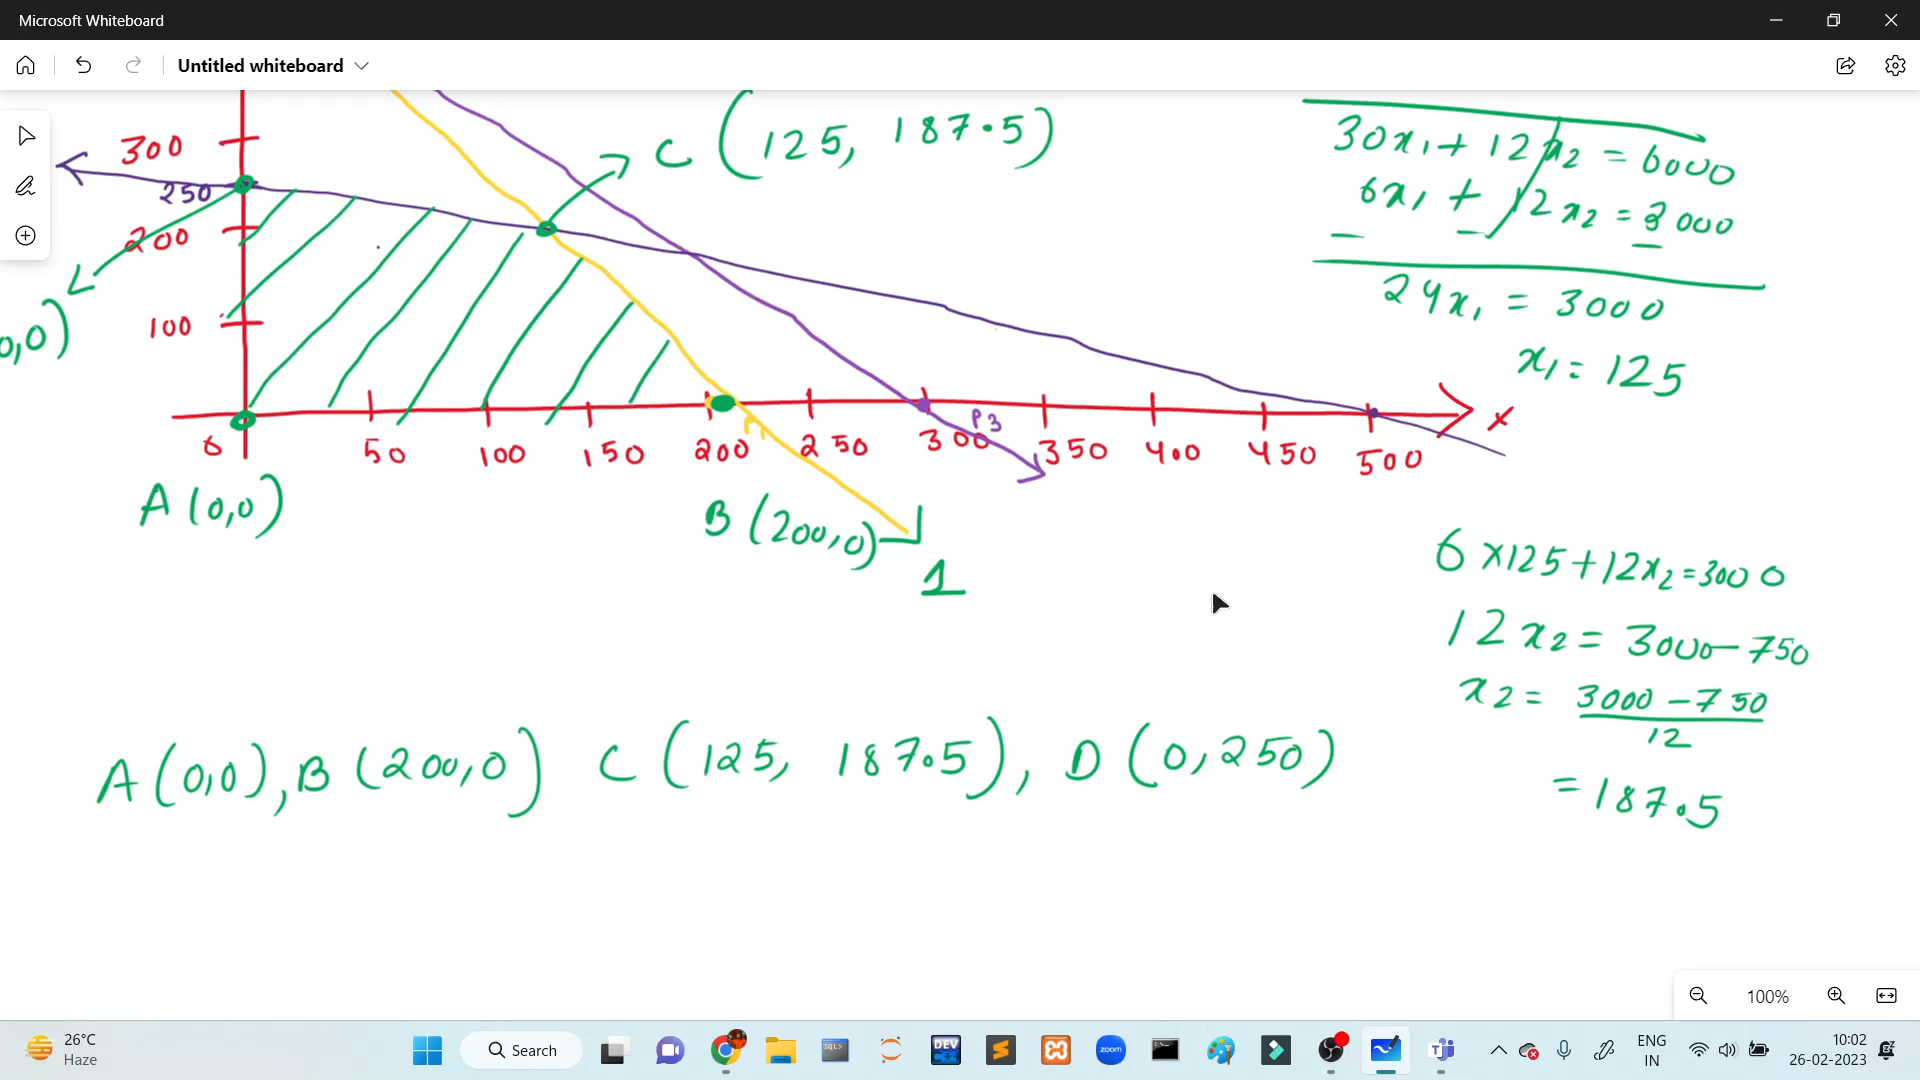 Microsoft Whiteboard
Untitled whiteboard
300
250
200
100
0,0)
C (125, 187.5)
0
50
100
150
200
250
300
350
400
450
500
x
P3
A (0,0)
B (200,0)
1
30x₁ + 12x₂ = 6000
6x₁ + 12x₂ = 3000
24x₁ = 3000
x₁ = 125
6 × 125 + 12x₂ = 3000
12x₂ = 3000 - 750
x₂ = 3000 - 750
12
= 187.5
A (0,0), B (200,0) C (125, 187.5), D (0,250)
100%
26°C
Haze
Search
SQL>
DEV
zoom
ENG
IN
10:02
26-02-2023